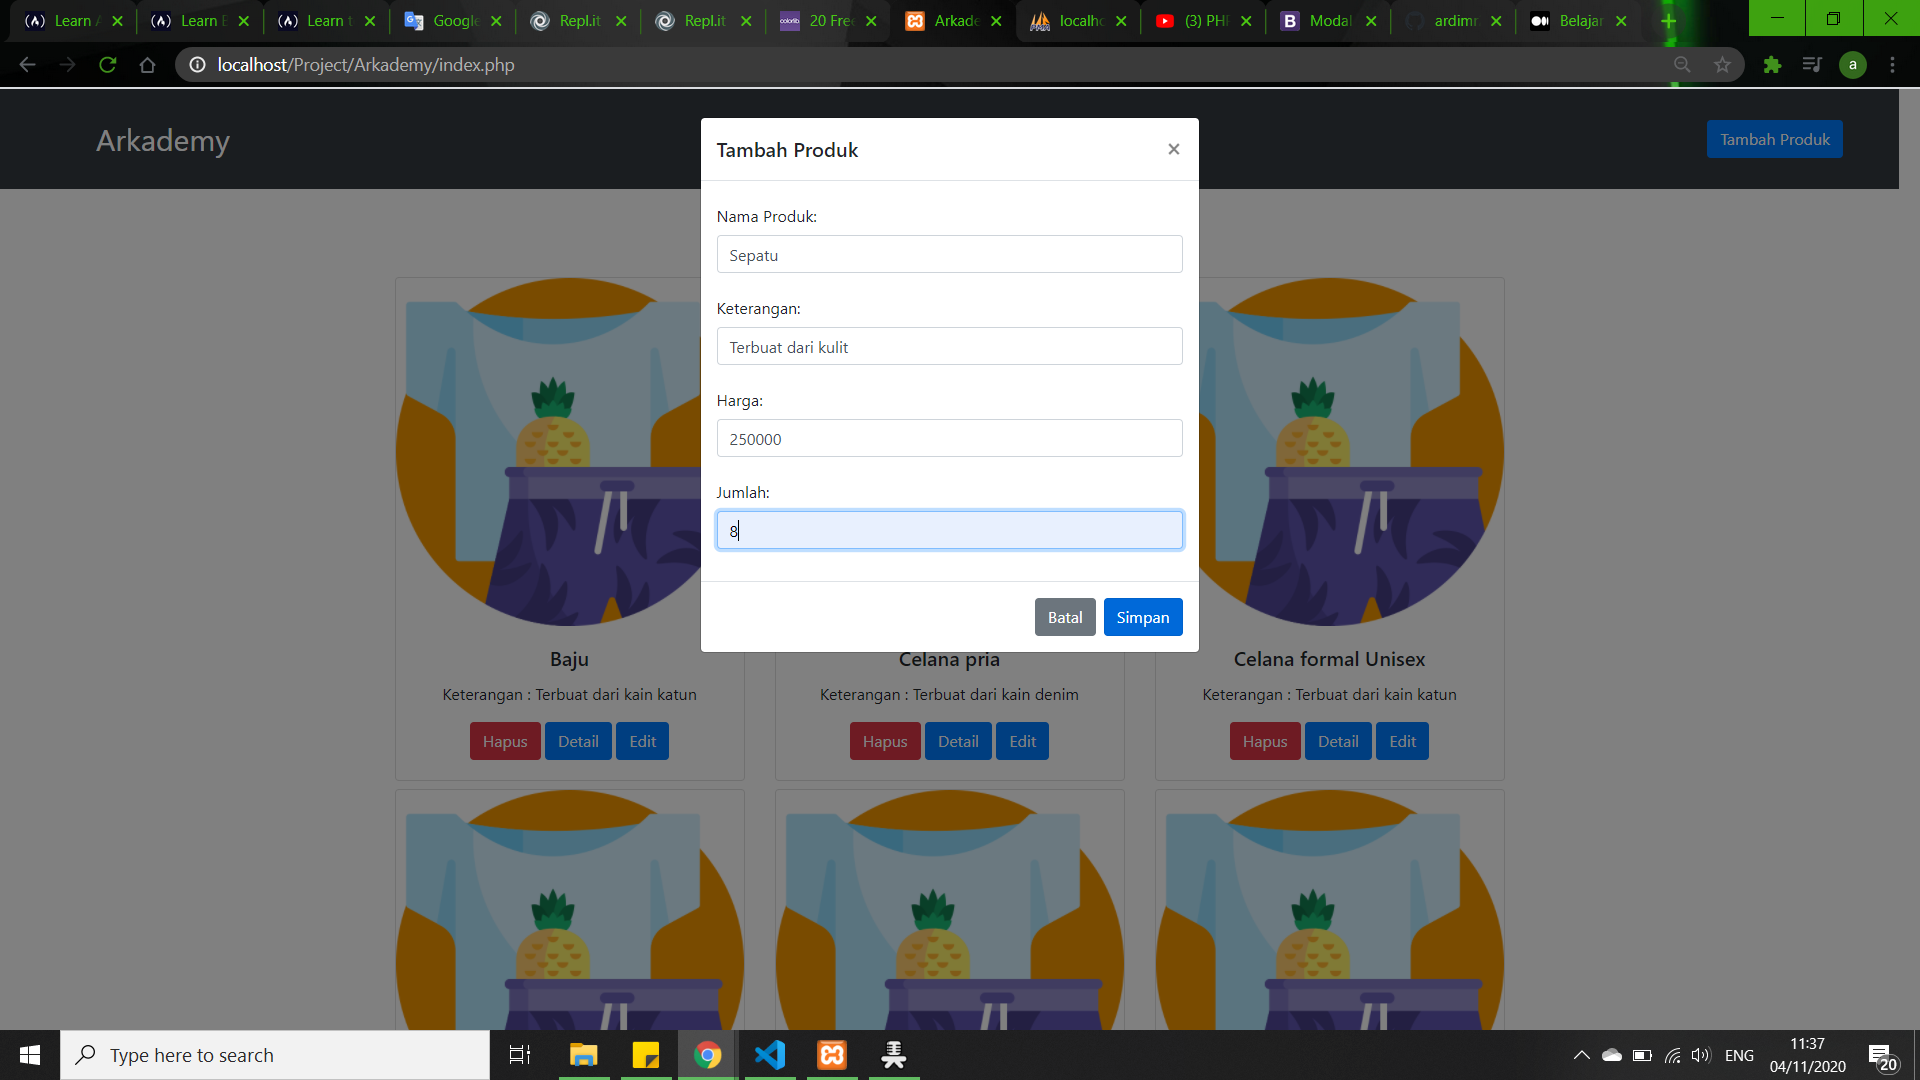 Learn
Learn
Learn
Google
Repl.it
Repl.it
20 Free
Arkade
localho
(3) PHP
Modal
ardimr
Belajar
localhost/Project/Arkademy/index.php
a
Arkademy
Tambah Produk
Tambah Produk
×
Nama Produk:
Sepatu
Keterangan:
Terbuat dari kulit
Harga:
250000
Jumlah:
8
Batal
Simpan
Baju
Celana pria
Celana formal Unisex
Keterangan : Terbuat dari kain katun
Keterangan : Terbuat dari kain denim
Keterangan : Terbuat dari kain katun
Hapus Detail Edit
Hapus Detail Edit
Hapus Detail Edit
Type here to search
ENG
11:37
04/11/2020
20